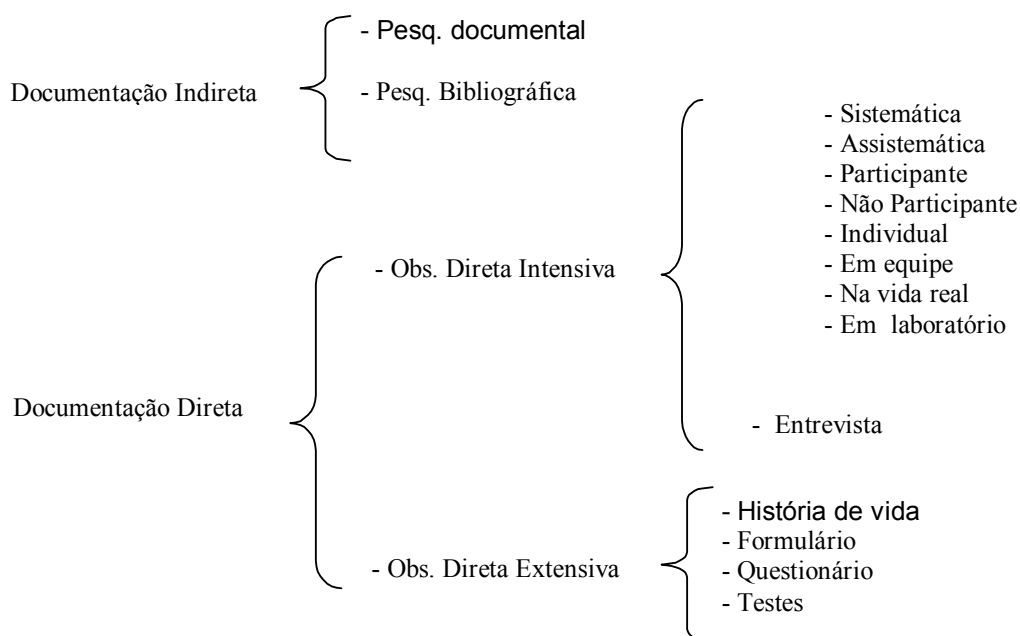 - Pesq. documental
Documentação Indireta
- Pesq. Bibliográfica
- Sistemática
- Assistemática
- Participante
- Não Participante
- Individual
- Em equipe
- Na vida real
- Em laboratório
- Obs. Direta Intensiva
Documentação Direta
- Entrevista
- História de vida
- Formulário
- Questionário
- Testes
- Obs. Direta Extensiva